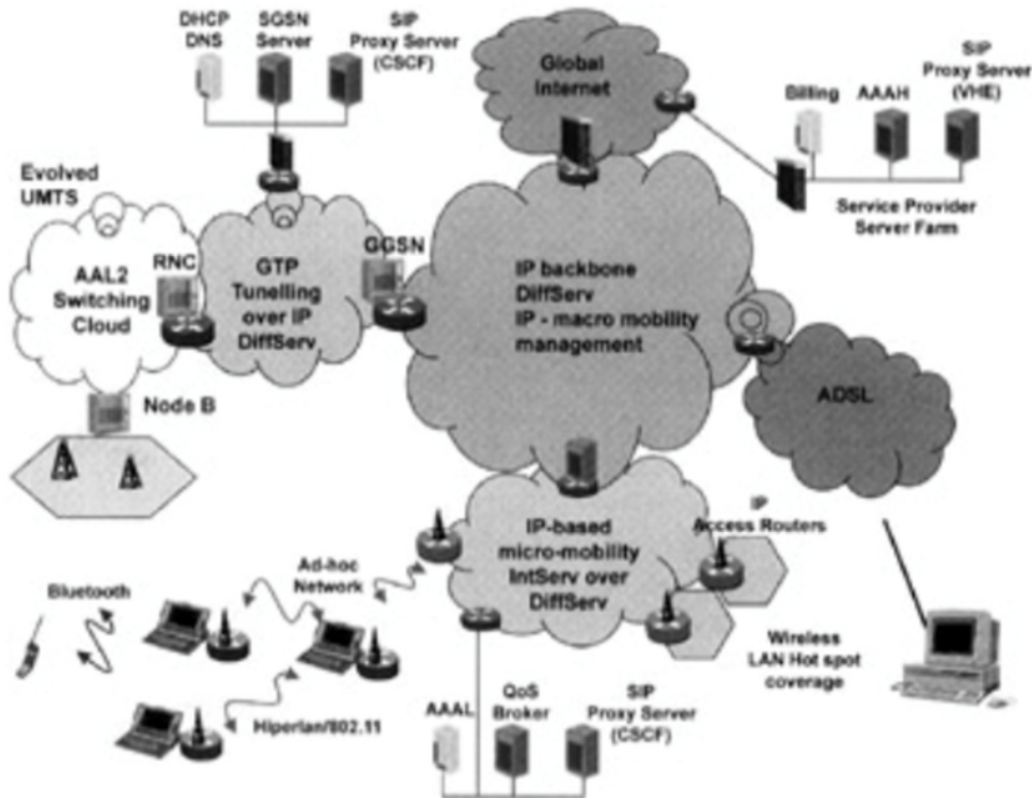 DHCP
DNS
SGSN
Server
SIP
Proxy Server
(CSCF)
Global
Internet
SIP
Proxy Server
(VHE)
Billing
AAAH
Service Provider
Server Farm
Evolved
UMTS
AAL2
Switching
Cloud
RNC
GTP
Tunelling
over IP
DiffServ
GGSN
IP backbone
DiffServ
IP - macro mobility
management
ADSL
Node B
IP-based
micro-mobility
IntServ over
DiffServ
IP
Access Routers
Ad-hoc
Network
Bluetooth
Hiperlan/802.11
Wireless
LAN Hot spot
coverage
AAAL
QoS
Broker
SIP
Proxy Server
(CSCF)